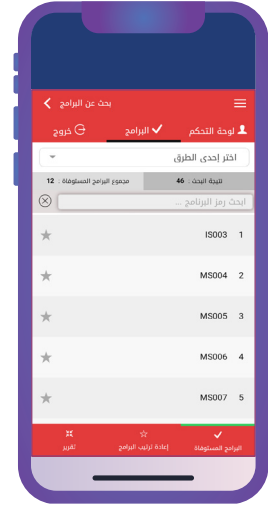 بحث عن البرامج
لوحة التحكم البرامج خروج
اختر إحدى الطرق
نتيجة البحث : 46 مجموع البرامج المستوفاة : 12
ابحث رمز البرنامج ...
1 IS003
2 MS004
3 MS005
4 MS006
5 MS007
البرامج المستوفاة إعادة ترتيب البرامج تقرير